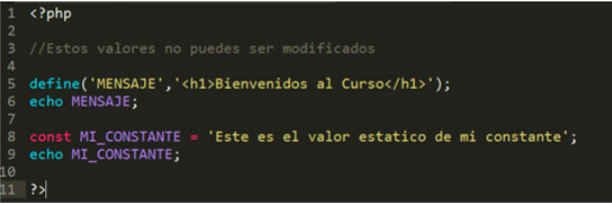 1 <?php
2
3 //Estos valores no puedes ser modificados
4
5 define('MENSAJE','<h1>Bienvenidos al Curso</h1>');
6 echo MENSAJE;
7
8 const MI_CONSTANTE = 'Este es el valor estatico de mi constante';
9 echo MI_CONSTANTE;
10
11 ?>